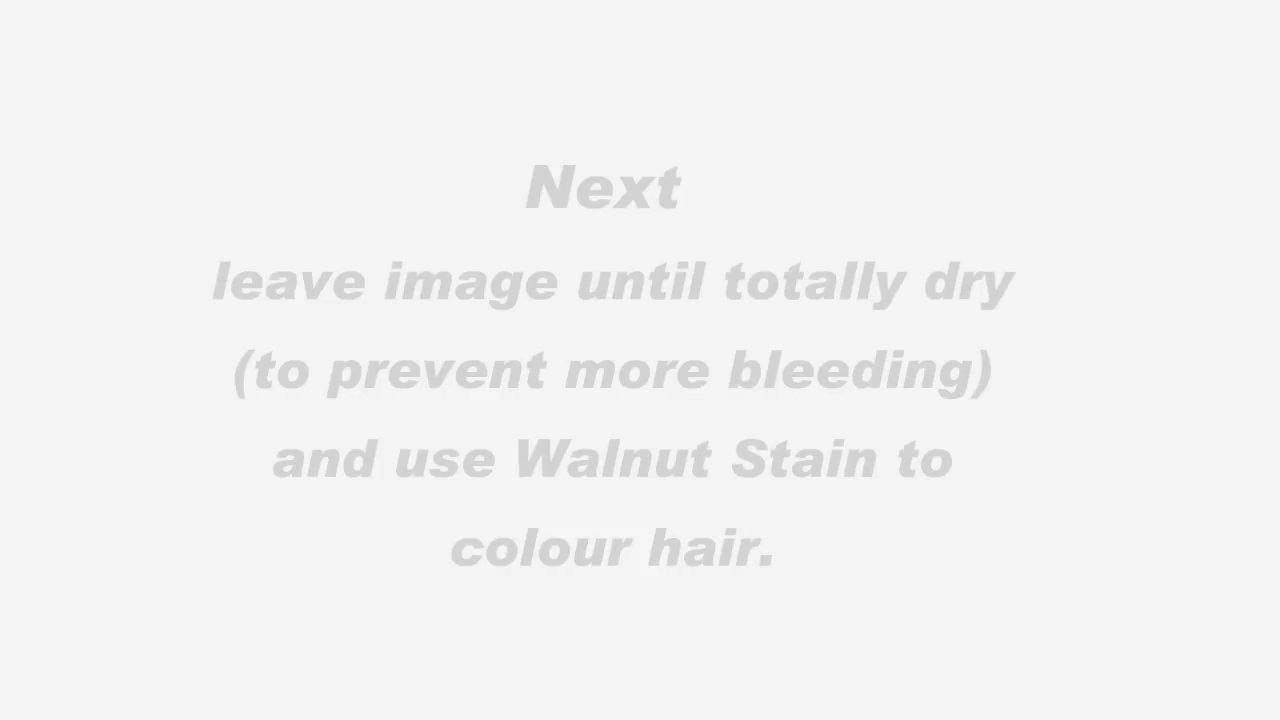 Next
leave image until totally dry
(to prevent more bleeding)
and use Walnut Stain to
colour hair.